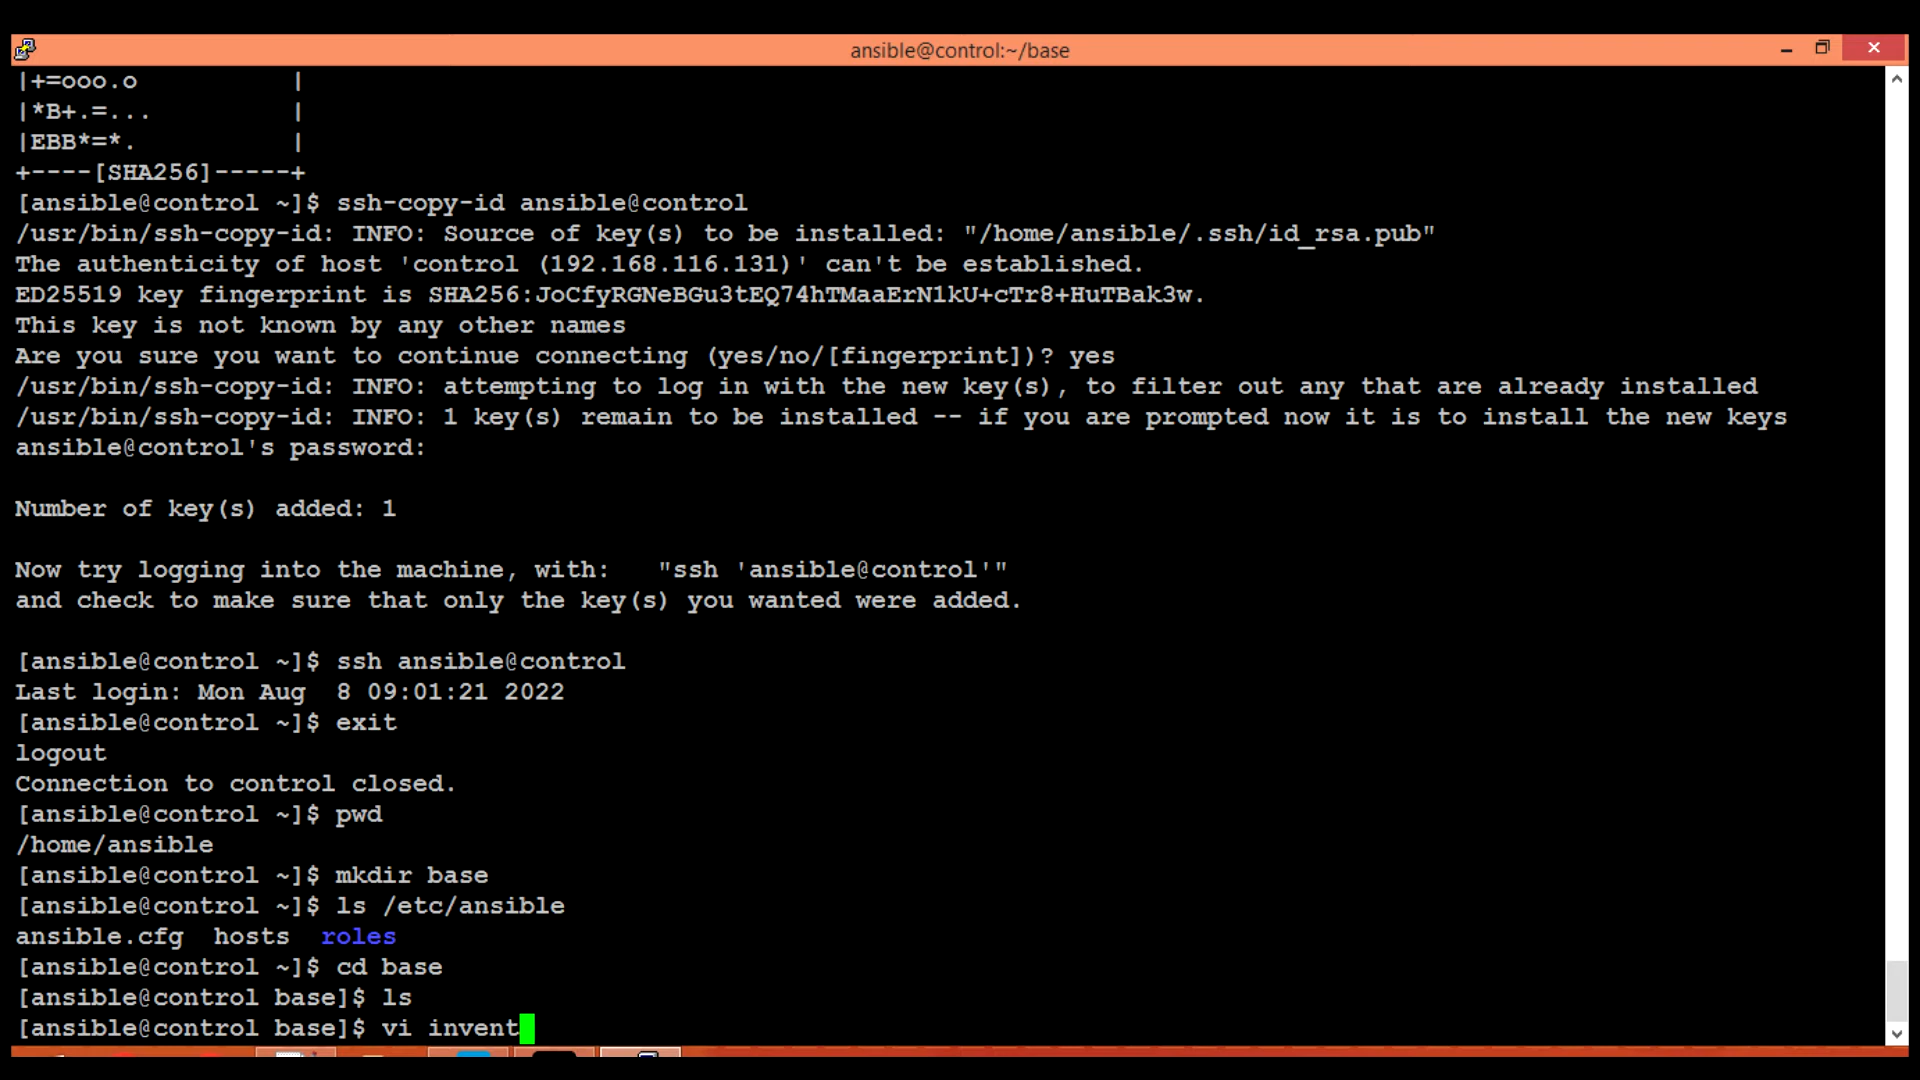 ansible@control:~/base
|+=ooo.o          |
|*B+.=...         |
|EBB*=*.          |
+----[SHA256]-----+
[ansible@control ~]$ ssh-copy-id ansible@control
/usr/bin/ssh-copy-id: INFO: Source of key(s) to be installed: "/home/ansible/.ssh/id_rsa.pub"
The authenticity of host 'control (192.168.116.131)' can't be established.
ED25519 key fingerprint is SHA256:JoCfyRGNeBGu3tEQ74hTMaaErN1kU+cTr8+HuTBak3w.
This key is not known by any other names
Are you sure you want to continue connecting (yes/no/[fingerprint])? yes
/usr/bin/ssh-copy-id: INFO: attempting to log in with the new key(s), to filter out any that are already installed
/usr/bin/ssh-copy-id: INFO: 1 key(s) remain to be installed -- if you are prompted now it is to install the new keys
ansible@control's password:
Number of key(s) added: 1
Now try logging into the machine, with:   "ssh 'ansible@control'"
and check to make sure that only the key(s) you wanted were added.
[ansible@control ~]$ ssh ansible@control
Last login: Mon Aug  8 09:01:21 2022
[ansible@control ~]$ exit
logout
Connection to control closed.
[ansible@control ~]$ pwd
/home/ansible
[ansible@control ~]$ mkdir base
[ansible@control ~]$ ls /etc/ansible
ansible.cfg  hosts  roles
[ansible@control ~]$ cd base
[ansible@control base]$ ls
[ansible@control base]$ vi invent